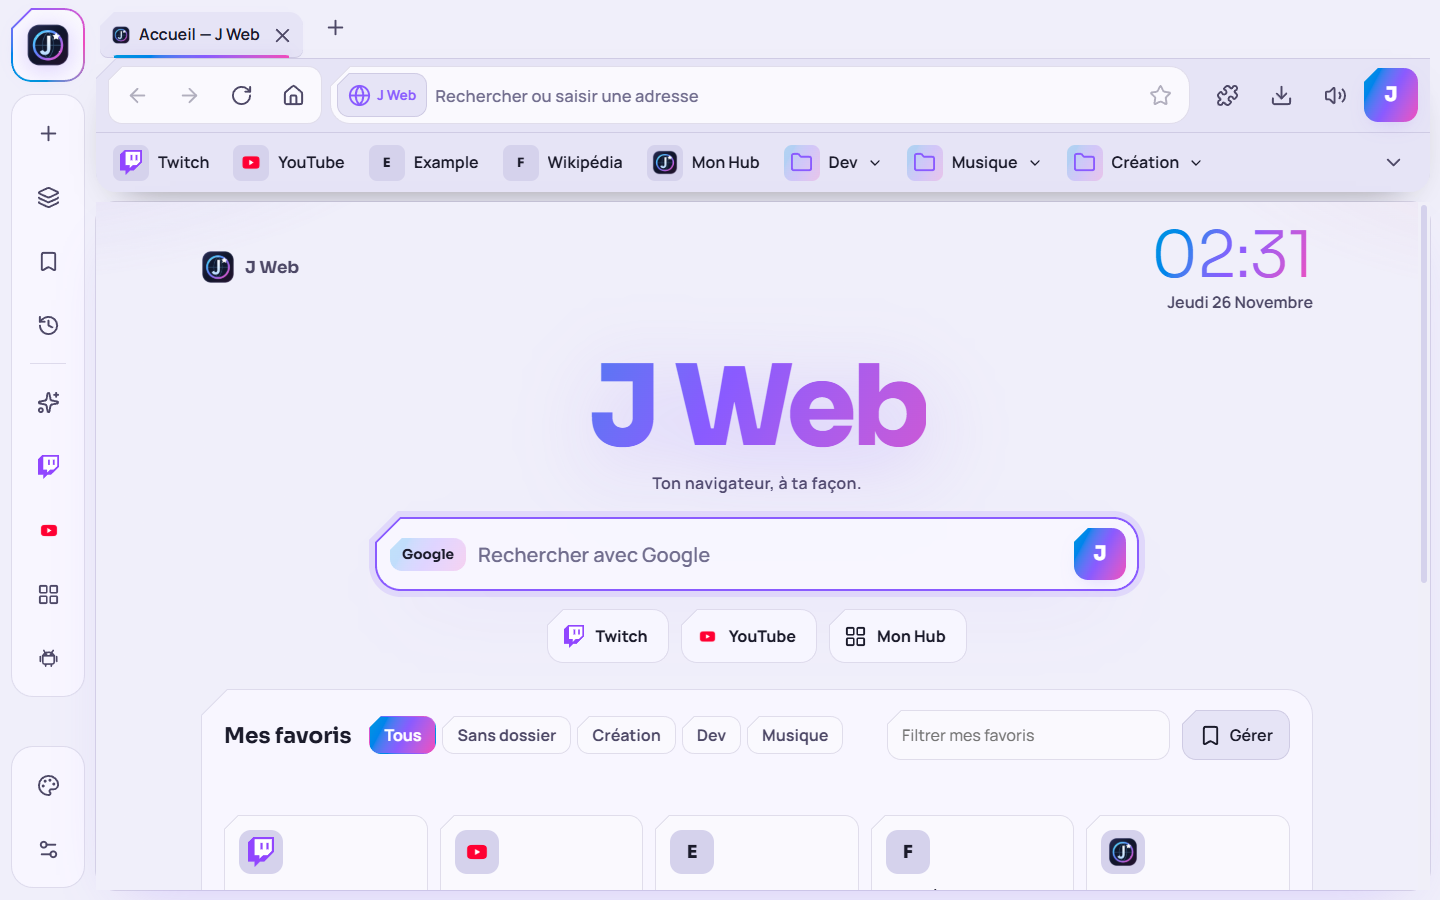 Accueil — J Web
J Web
Rechercher ou saisir une adresse
J
Twitch
YouTube
E
Example
F
Wikipédia
Mon Hub
Dev
Musique
Création
J Web
02:31
Jeudi 26 Novembre
J Web
Ton navigateur, à ta façon.
Google
Rechercher avec Google
J
Twitch
YouTube
Mon Hub
Mes favoris
Tous
Sans dossier
Création
Dev
Musique
Filtrer mes favoris
Gérer
E
F